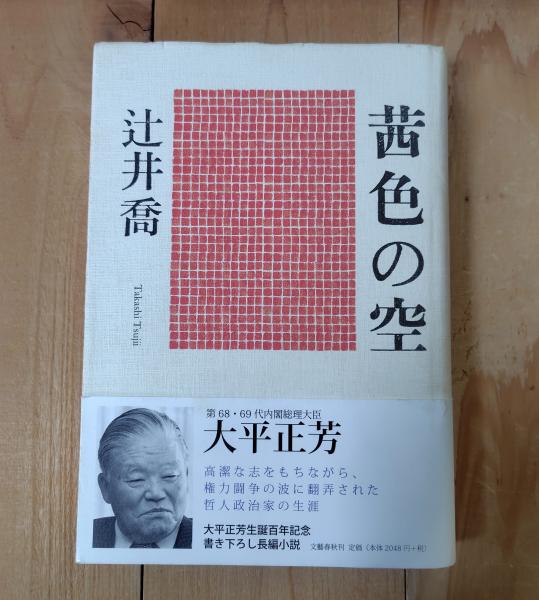 茜色の空
辻井喬
Takashi Tsujii
第68・69代内閣総理大臣
大平正芳
高潔な志をもちながら、
権力闘争の波に翻弄された
哲人政治家の生涯
大平正芳生誕百年記念
書き下ろし長編小説
文藝春秋刊 定価(本体2048円+税)